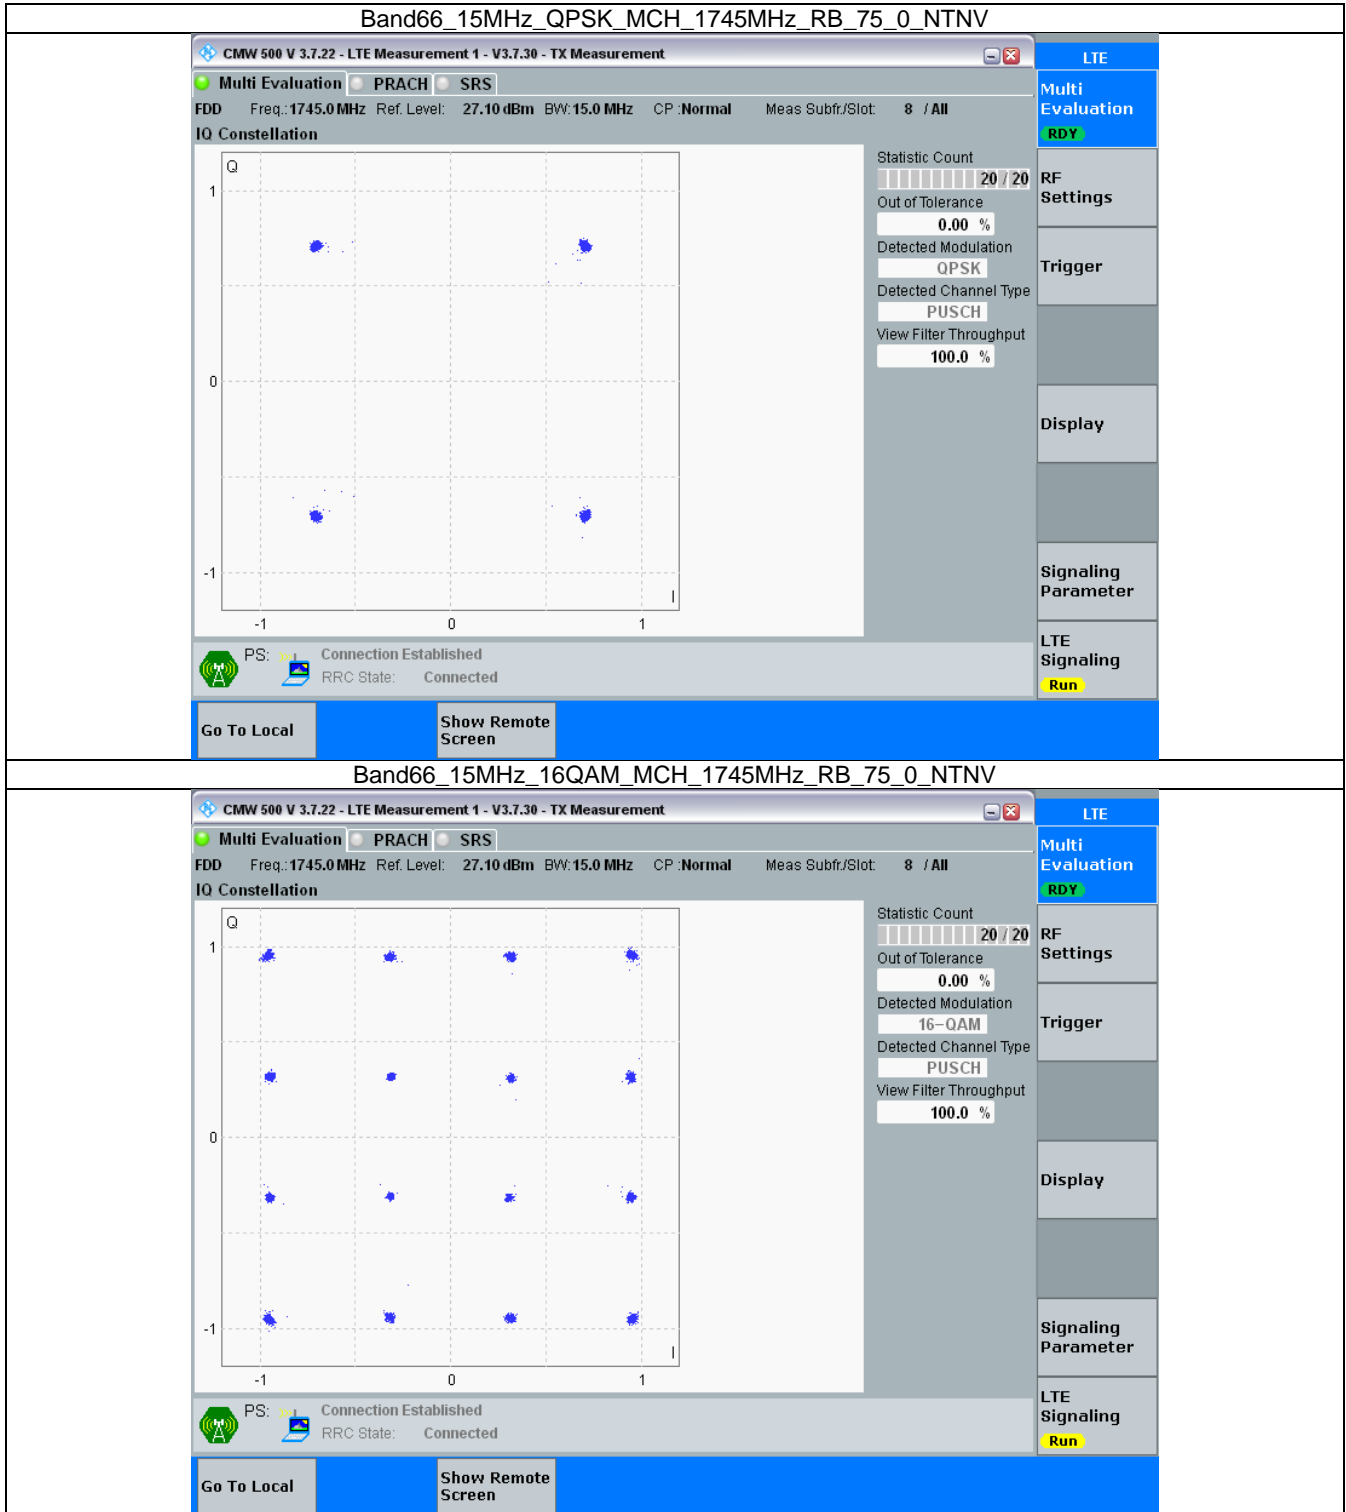 Band66_15MHz_QPSK_MCH_1745MHz_RB_75_0_NTNV
CMW 500 V 3.7.22 - LTE Measurement 1 - V3.7.30 - TX Measurement
LTE
Multi Evaluation PRACH SRS
Multi
Evaluation
RDY
FDD Freq.:1745.0 MHz Ref. Level: 27.10 dBm BW:15.0 MHz CP :Normal Meas Subfr./Slot: 8 / All
IQ Constellation
Q
1
0
-1
-1 0 1
I
Statistic Count
20 / 20
Out of Tolerance
0.00 %
Detected Modulation
QPSK
Detected Channel Type
PUSCH
View Filter Throughput
100.0 %
RF
Settings
Trigger
Display
Signaling
Parameter
LTE
Signaling
Run
PS: Connection Established
RRC State: Connected
Go To Local
Show Remote
Screen
Band66_15MHz_16QAM_MCH_1745MHz_RB_75_0_NTNV
CMW 500 V 3.7.22 - LTE Measurement 1 - V3.7.30 - TX Measurement
LTE
Multi Evaluation PRACH SRS
Multi
Evaluation
RDY
FDD Freq.:1745.0 MHz Ref. Level: 27.10 dBm BW:15.0 MHz CP :Normal Meas Subfr./Slot: 8 / All
IQ Constellation
Q
1
0
-1
-1 0 1
I
Statistic Count
20 / 20
Out of Tolerance
0.00 %
Detected Modulation
16-QAM
Detected Channel Type
PUSCH
View Filter Throughput
100.0 %
RF
Settings
Trigger
Display
Signaling
Parameter
LTE
Signaling
Run
PS: Connection Established
RRC State: Connected
Go To Local
Show Remote
Screen